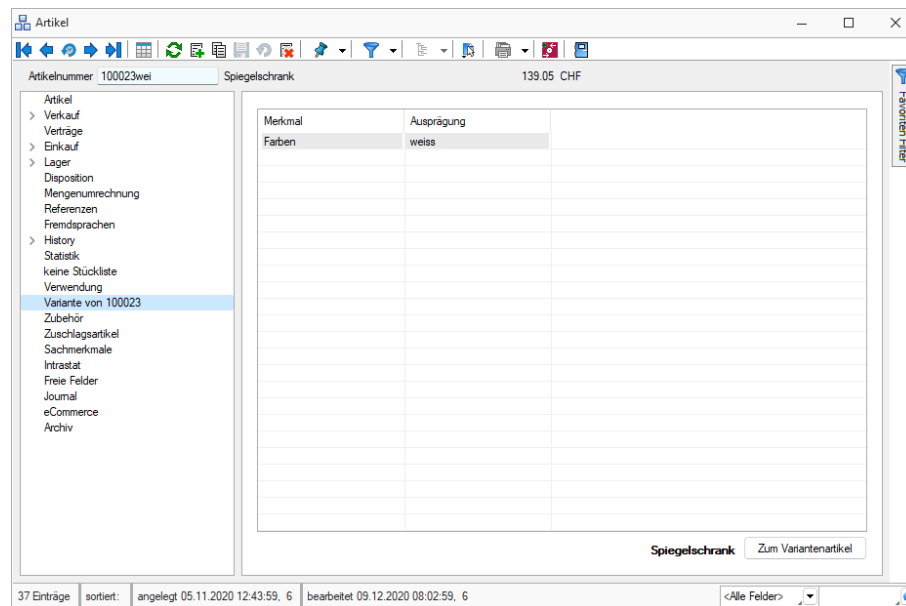 Artikel
Artikelnummer 100023wei Spiegelschrank 139.05 CHF
Favoriten Filter
Artikel
Verkauf
Verträge
Einkauf
Lager
Disposition
Mengenumrechnung
Referenzen
Fremdsprachen
History
Statistik
keine Stückliste
Verwendung
Variante von 100023
Zubehör
Zuschlagsartikel
Sachmerkmale
Intrastat
Freie Felder
Journal
eCommerce
Archiv
Merkmal Ausprägung
Farben weiss
Spiegelschrank Zum Variantenartikel
37 Einträge sortiert: angelegt 05.11.2020 12:43:59, 6 bearbeitet 09.12.2020 08:02:59, 6 <Alle Felder>